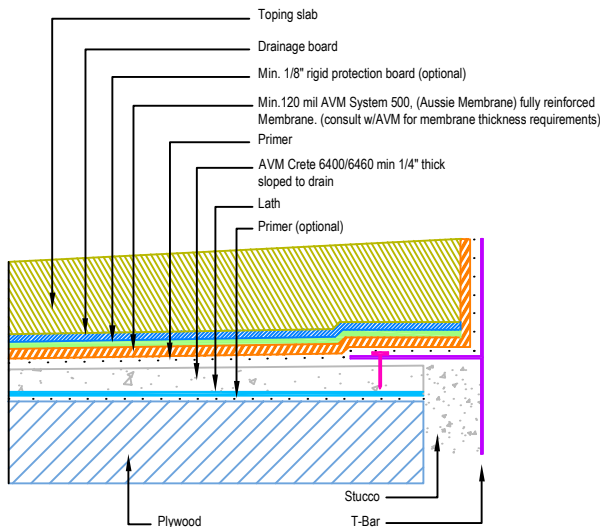 Toping slab
Drainage board
Min. 1/8" rigid protection board (optional)
Min.120 mil AVM System 500, (Aussie Membrane) fully reinforced
Membrane. (consult w/AVM for membrane thickness requirements)
Primer
AVM Crete 6400/6460 min 1/4" thick
sloped to drain
Lath
Primer (optional)
Stucco
Plywood
T-Bar